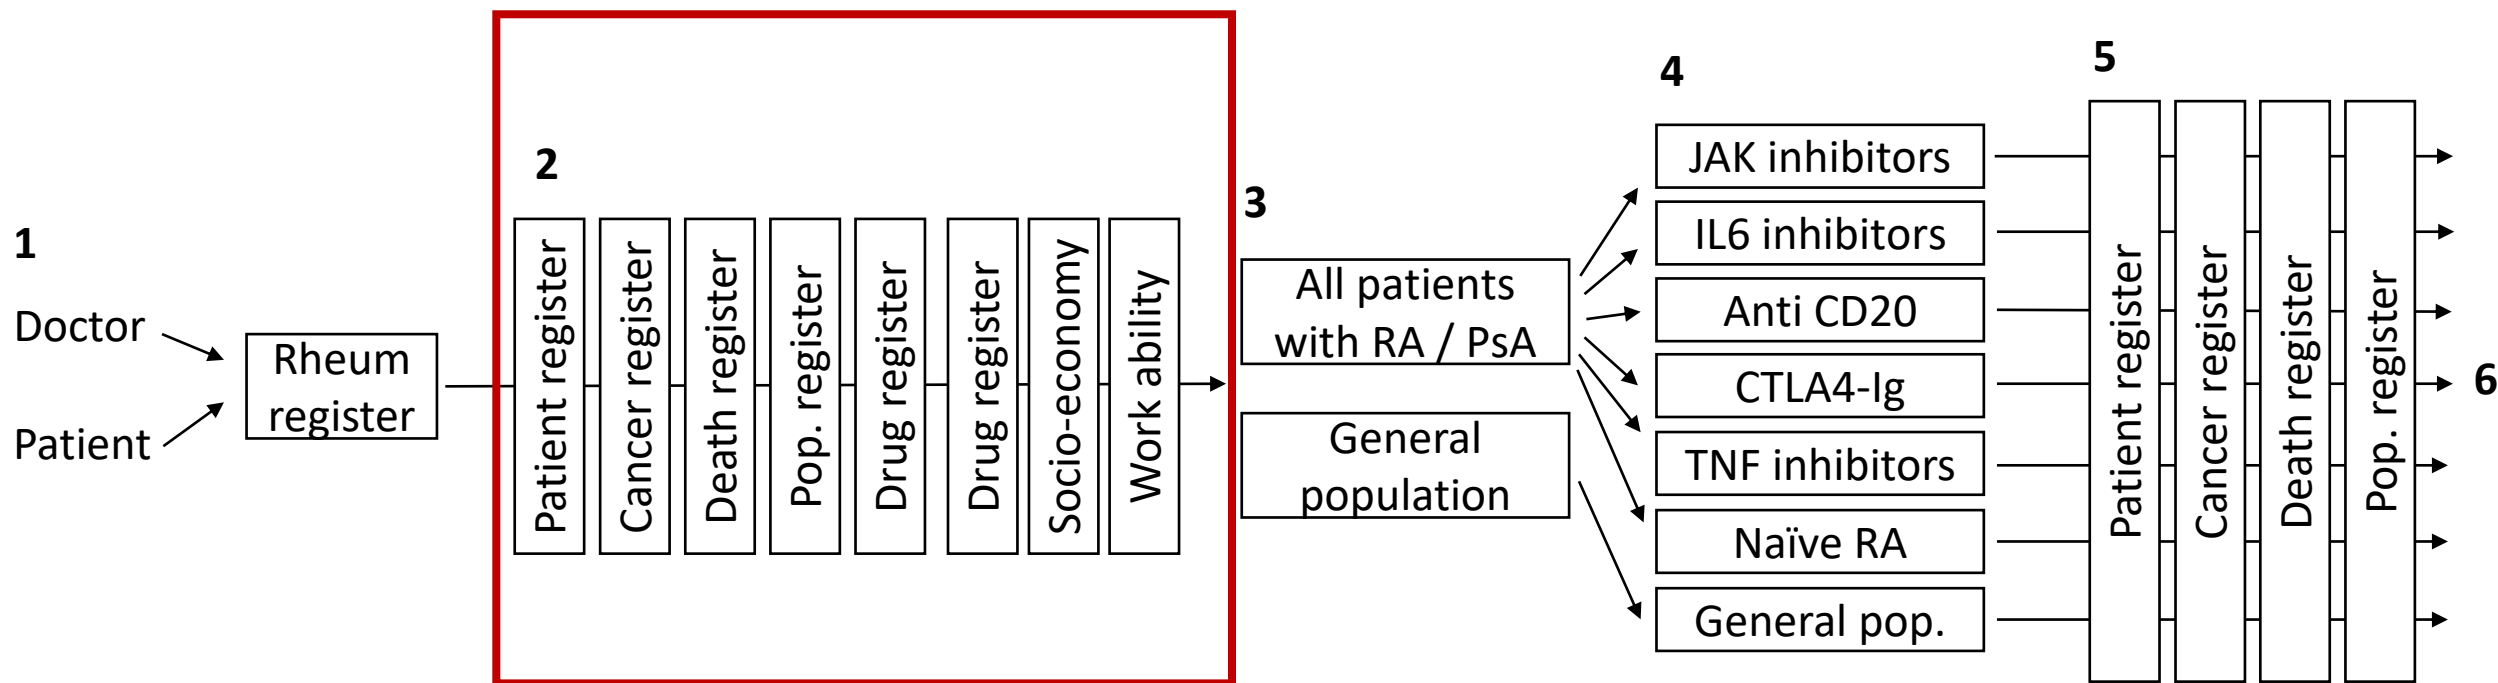 1
Doctor
Patient
Rheum
register
2
Patient register
Cancer register
Death register
Pop. register
Drug register
Drug register
Socio-economy
Work ability
3
All patients
with RA / PsA
General
population
4
JAK inhibitors
IL6 inhibitors
Anti CD20
CTLA4-Ig
TNF inhibitors
Naïve RA
General pop.
5
Patient register
Cancer register
Death register
Pop. register
6